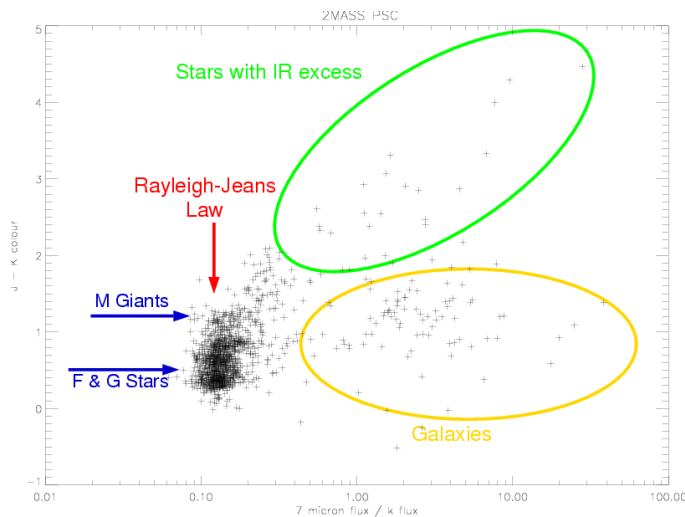 2MASS PSC
5
Stars with IR excess
4
Rayleigh-Jeans
Law
3
J - K colour
2
M Giants
1
F & G Stars
0
Galaxies
-1
0.01
0.10
1.00
10.00
100.00
7 micron flux / k flux